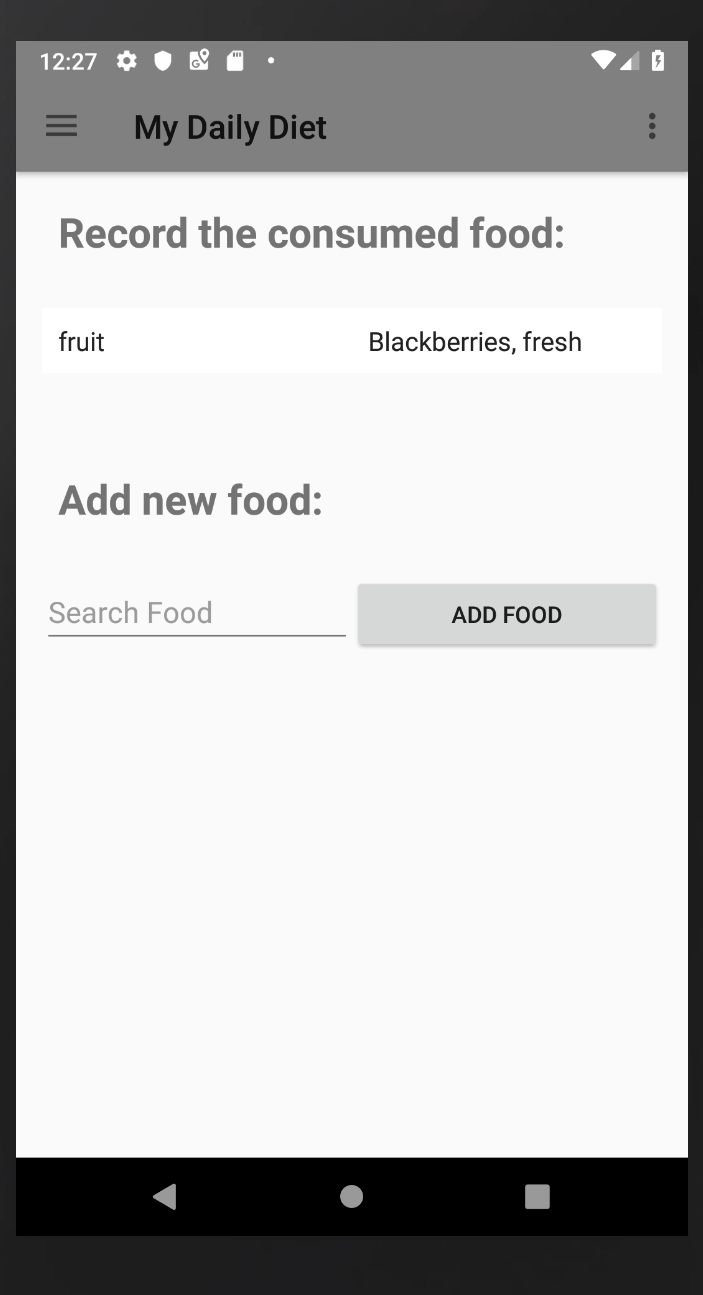 12:27
My Daily Diet
Record the consumed food:
fruit Blackberries, fresh
Add new food:
Search Food ADD FOOD